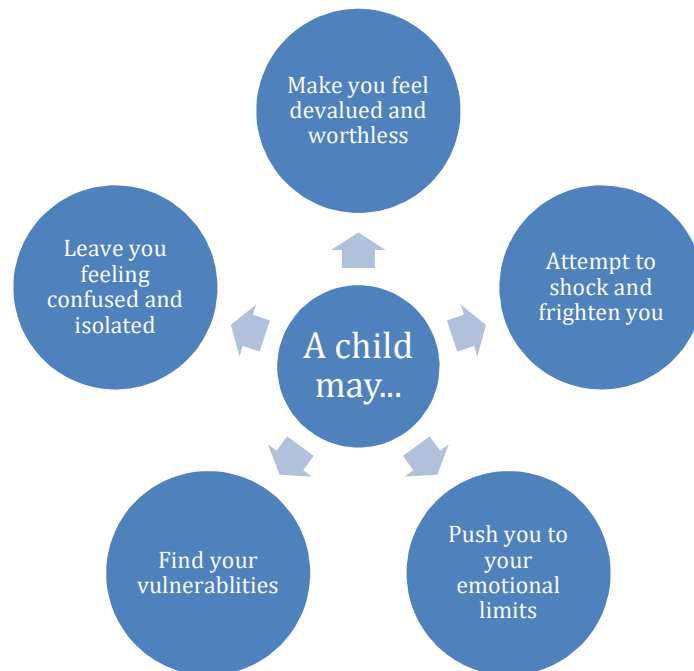 Make you feel
devalued and
worthless
Leave you
feeling
confused and
isolated
Attempt to
shock and
frighten you
A child
may...
Find your
vulnerablities
Push you to
your
emotional
limits